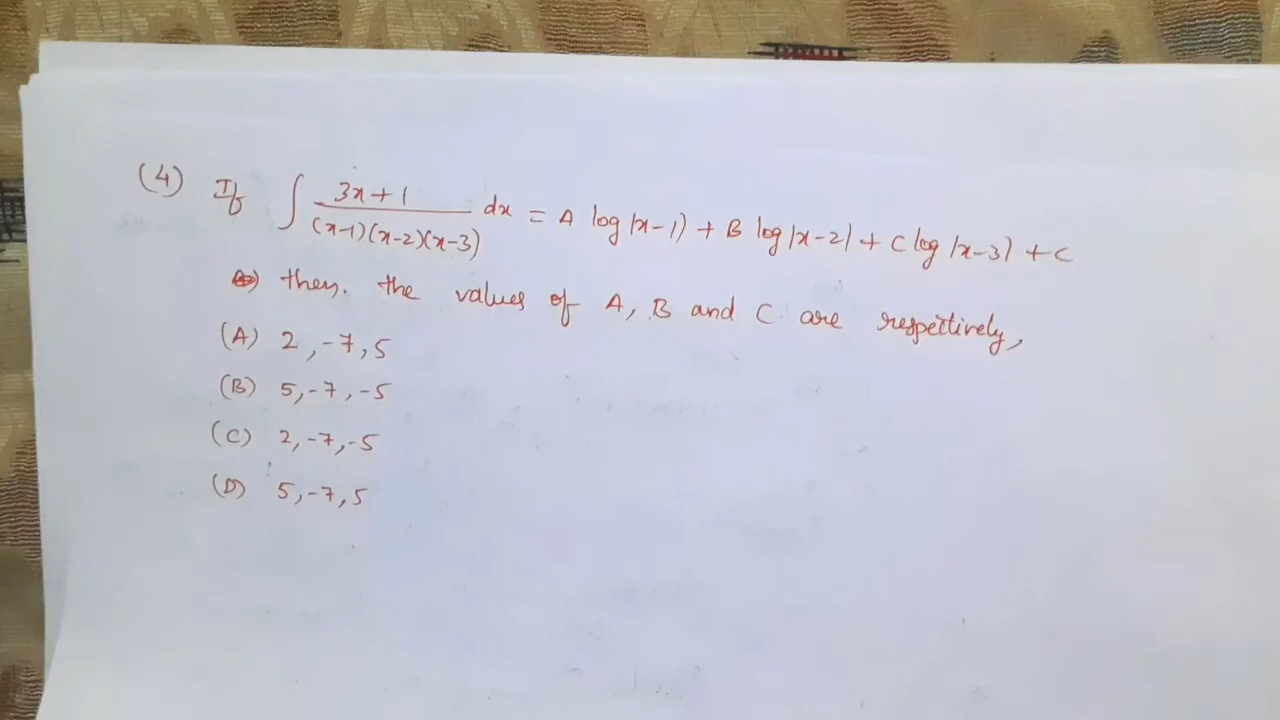 (4) If ∫ 3x+1 / (x-1)(x-2)(x-3) dx = A log |x-1| + B log |x-2| + C log |x-3| + C
then. the values of A, B and C are respeitively,
(A) 2, -7, 5
(B) 5, -7, -5
(C) 2, -7, -5
(D) 5, -7, 5